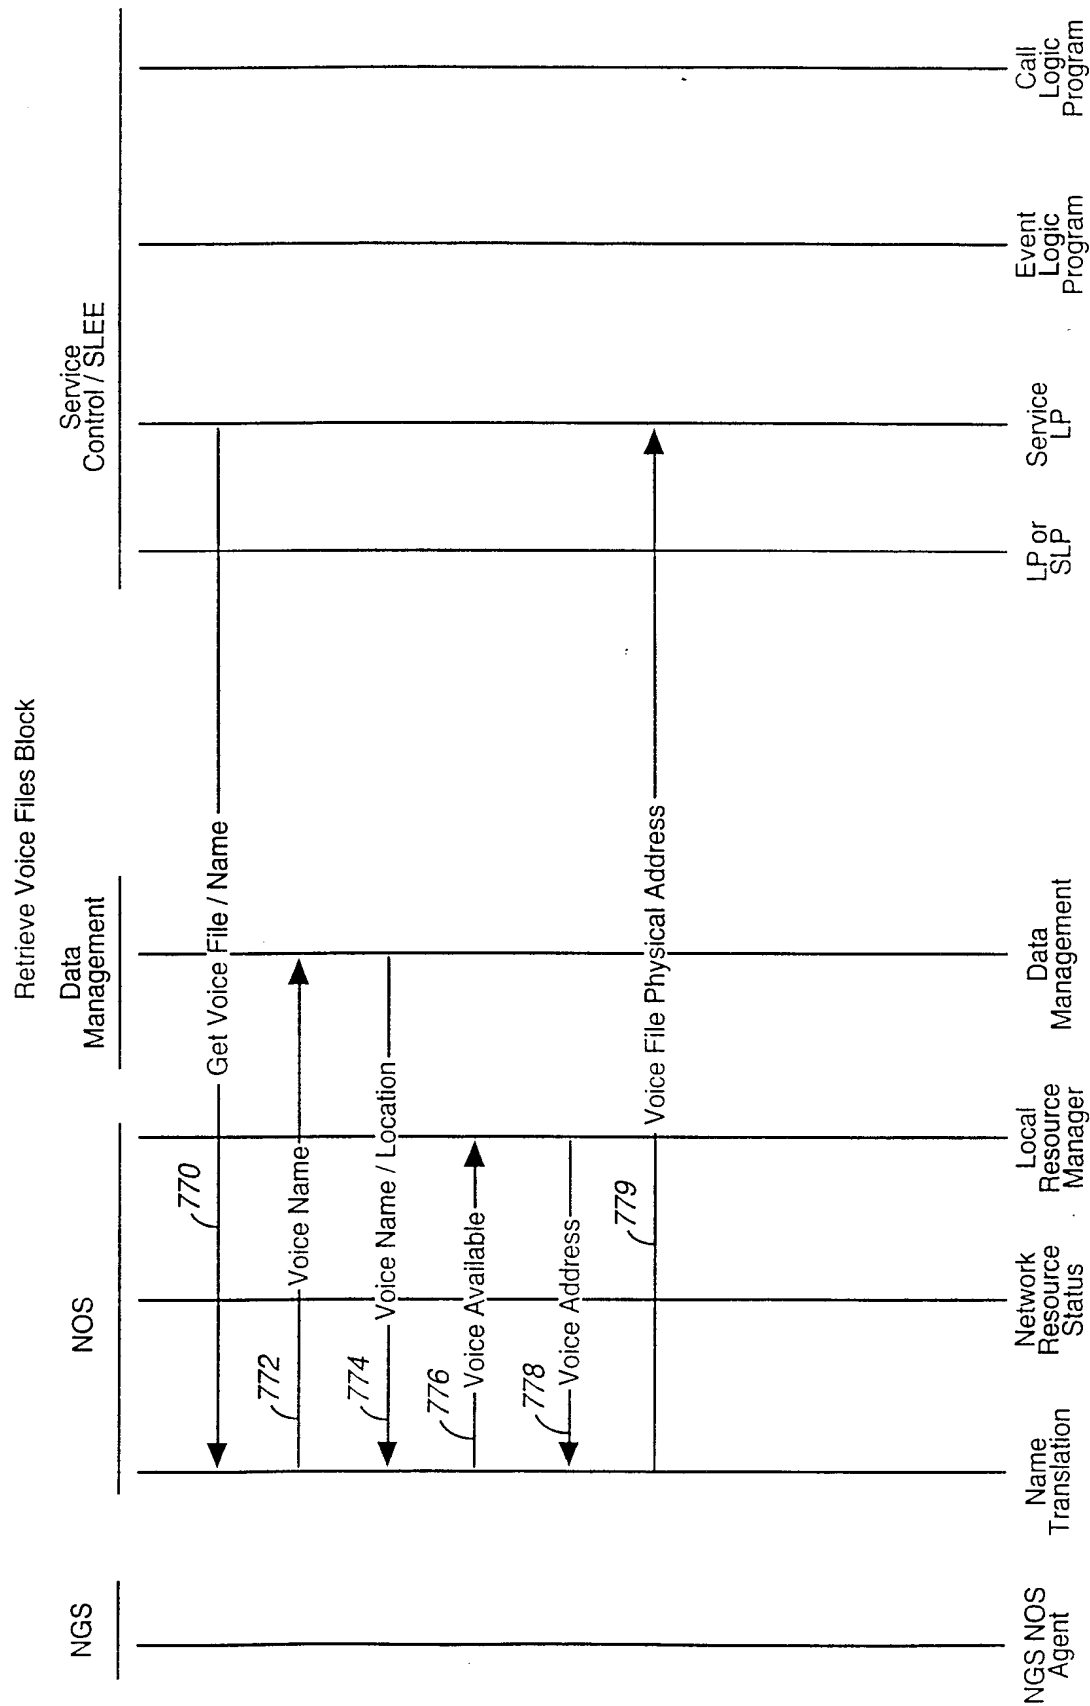 Retrieve Voice Files Block
NGS
NOS
Data
Management
Service
Control / SLEE
770
Get Voice File / Name
772
Voice Name
774
Voice Name / Location
776
Voice Available
778
Voice Address
779
Voice File Physical Address
NGS NOS
Agent
Name
Translation
Network
Resource
Status
Local
Resource
Manager
Data
Management
LP or
SLP
Service
LP
Event
Logic
Program
Call
Logic
Program